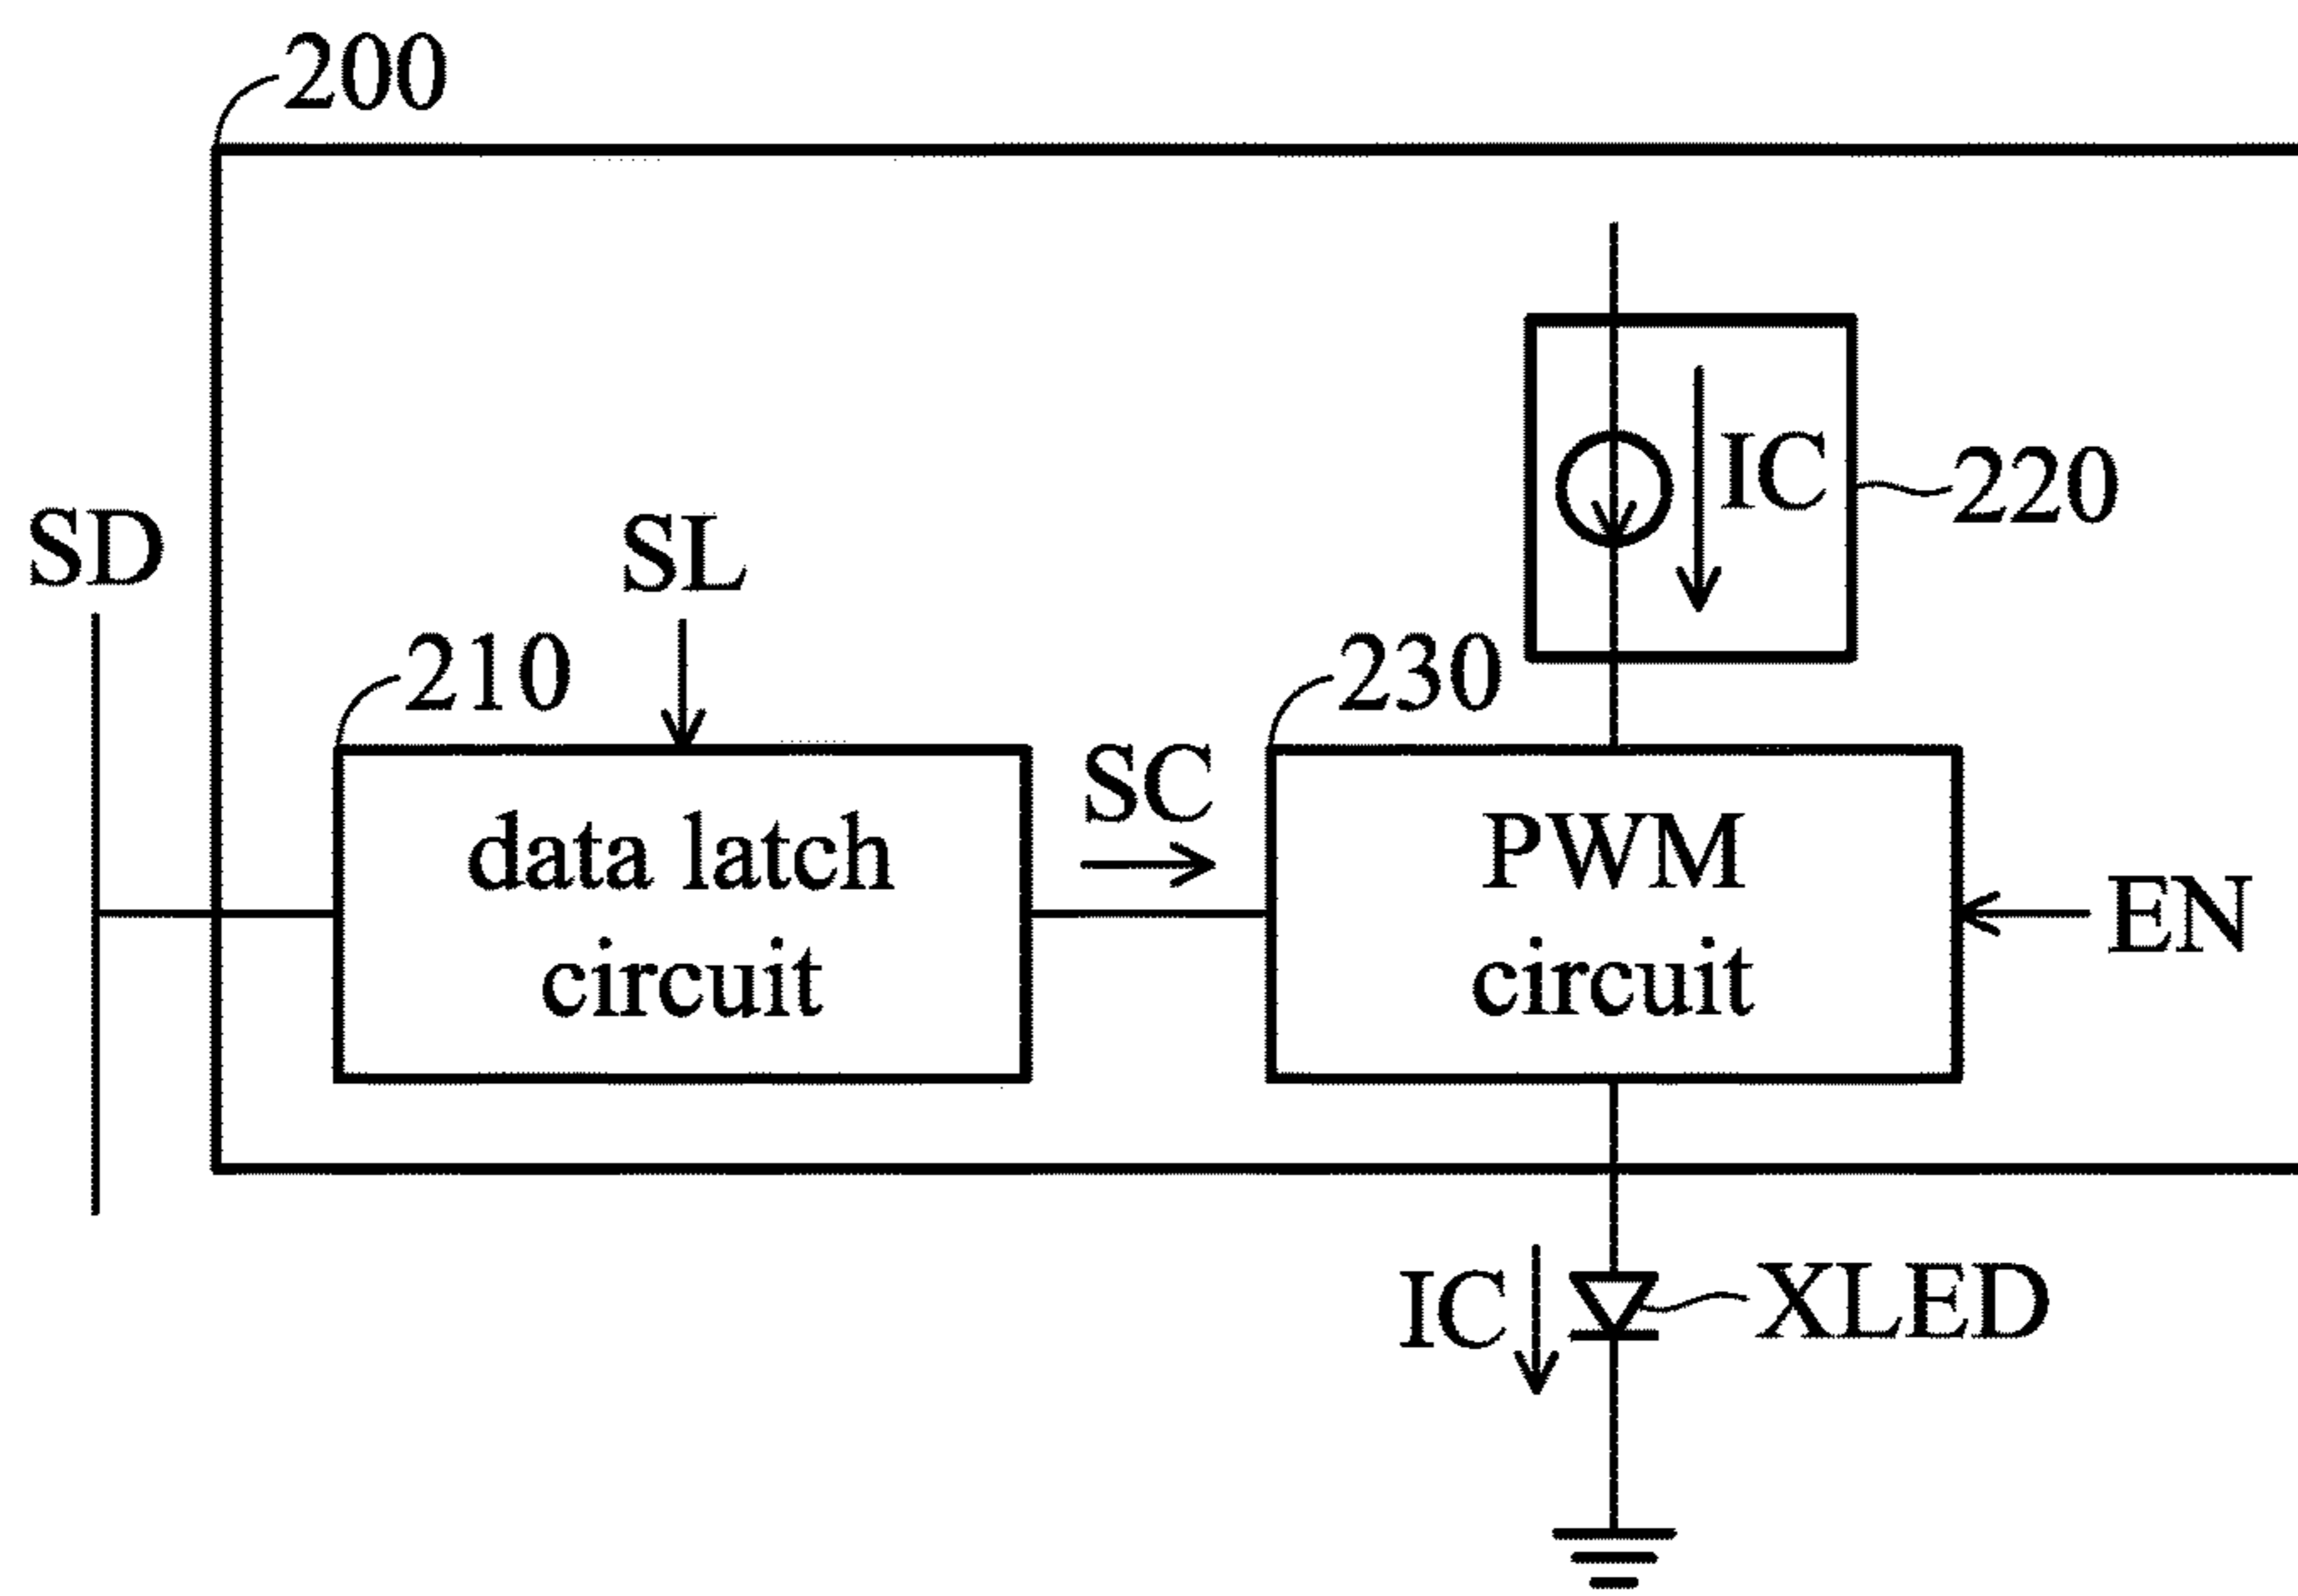 200
IC
220
SD
SL
210
230
SC
data latch
circuit
PWM
circuit
EN
IC
XLED